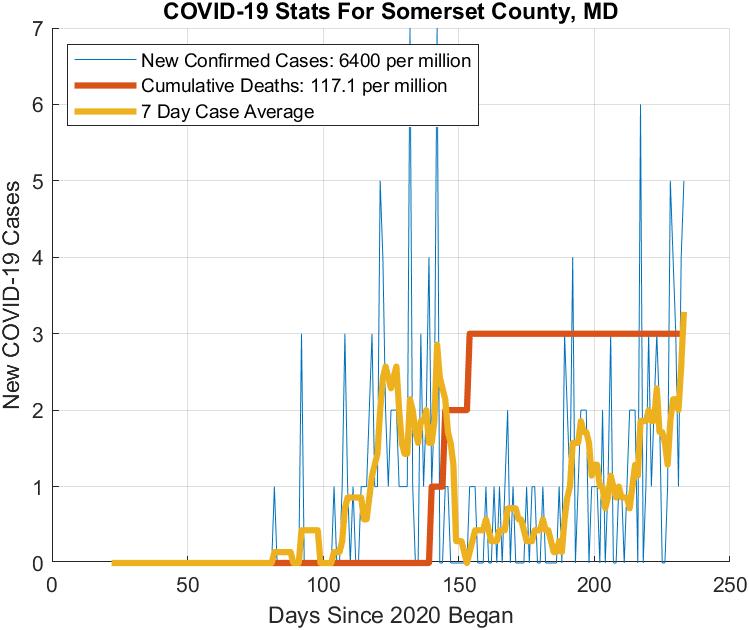 COVID-19 Stats For Somerset County, MD
7
6
5
4
3
2
1
0
New COVID-19 Cases
New Confirmed Cases: 6400 per million
Cumulative Deaths: 117.1 per million
7 Day Case Average
0 50 100 150 200 250
Days Since 2020 Began